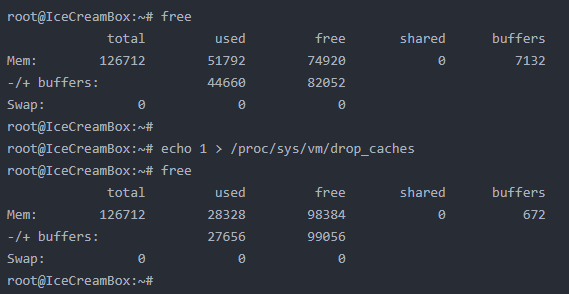 root@IceCreamBox:~# free
             total         used         free       shared      buffers
Mem:        126712        51792        74920            0         7132
-/+ buffers:              44660        82052
Swap:            0            0            0
root@IceCreamBox:~#
root@IceCreamBox:~# echo 1 > /proc/sys/vm/drop_caches
root@IceCreamBox:~# free
             total         used         free       shared      buffers
Mem:        126712        28328        98384            0          672
-/+ buffers:              27656        99056
Swap:            0            0            0
root@IceCreamBox:~#